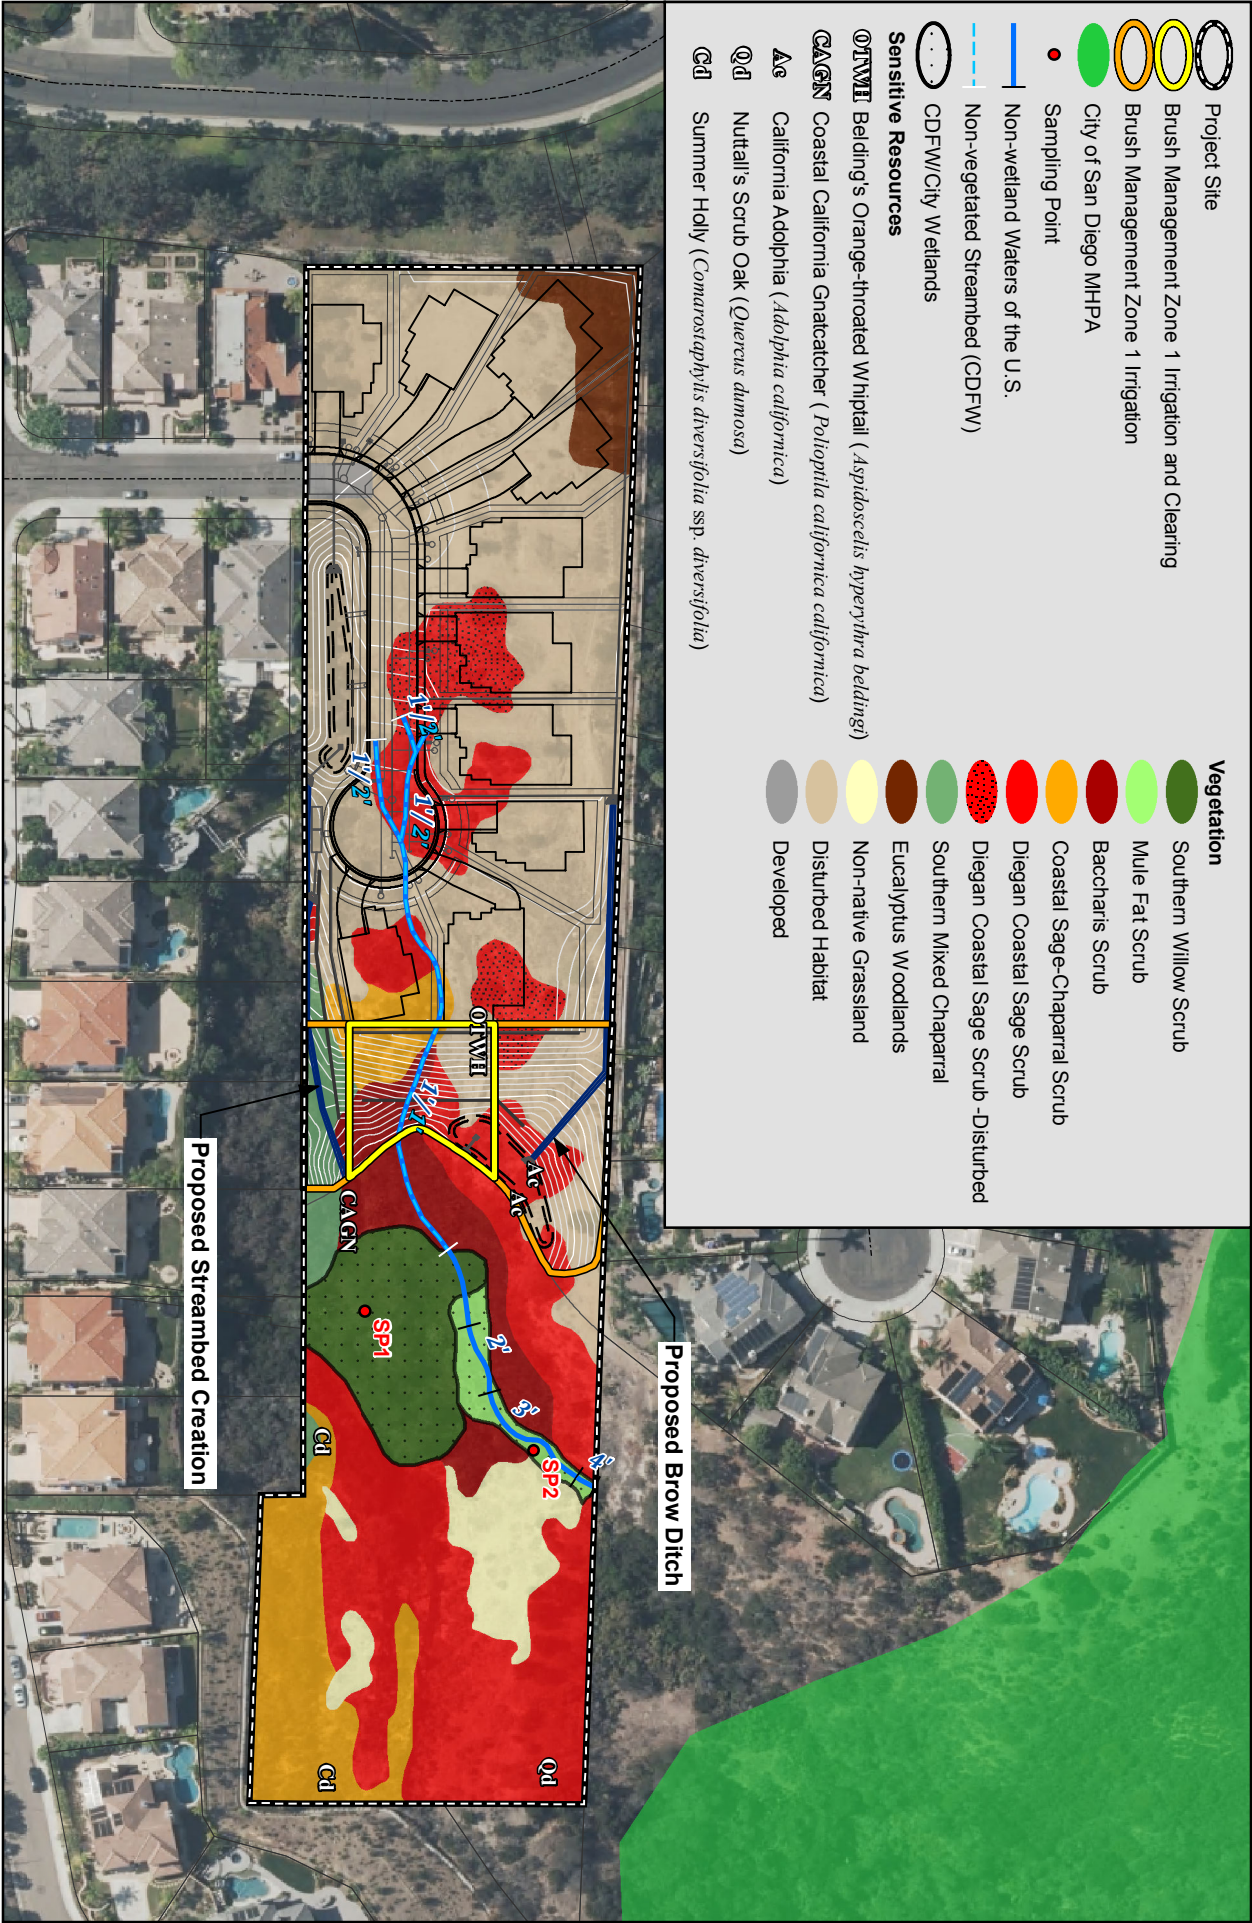 Project Site
Brush Management Zone 1 Irrigation and Clearing
Brush Management Zone 1 Irrigation
City of San Diego MHPA
Sampling Point
Non-wetland Waters of the U.S.
Non-vegetated Streambed (CDFW)
CDFW/City Wetlands
Sensitive Resources
OTWH Belding's Orange-throated Whiptail (Aspidoscelis hyperythra beldingi)
CAGN Coastal California Gnatcatcher (Polioptila californica californica)
Ac California Adolphia (Adolphia californica)
Qd Nuttall's Scrub Oak (Quercus dumosa)
Cd Summer Holly (Comarostaphylis diversifolia ssp. diversifolia)
Vegetation
Southern Willow Scrub
Mule Fat Scrub
Baccharis Scrub
Coastal Sage-Chaparral Scrub
Diegan Coastal Sage Scrub
Diegan Coastal Sage Scrub -Disturbed
Southern Mixed Chaparral
Eucalyptus Woodlands
Non-native Grassland
Disturbed Habitat
Developed
Proposed Brow Ditch
1'/2'
1'/2'
1'/2'
OTWH
1'/1'
Ac
Ac
CAGN
2'
3'
4'
SP1
SP2
Cd
Qd
Cd
Proposed Streambed Creation